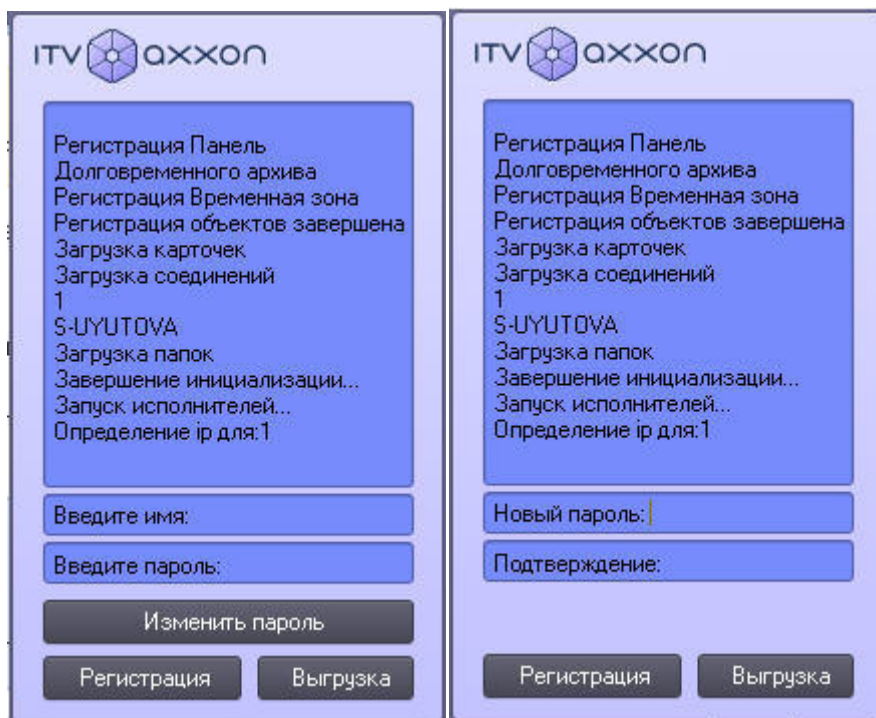 ITV axxon
Регистрация Панель
Долговременного архива
Регистрация Временная зона
Регистрация объектов завершена
Загрузка карточек
Загрузка соединений
1
S-UYUTOVA
Загрузка папок
Завершение инициализации...
Запуск исполнителей...
Определение ip для:1
Введите имя:
Введите пароль:
Изменить пароль
Регистрация Выгрузка
ITV axxon
Регистрация Панель
Долговременного архива
Регистрация Временная зона
Регистрация объектов завершена
Загрузка карточек
Загрузка соединений
1
S-UYUTOVA
Загрузка папок
Завершение инициализации...
Запуск исполнителей...
Определение ip для:1
Новый пароль:
Подтверждение:
Регистрация Выгрузка